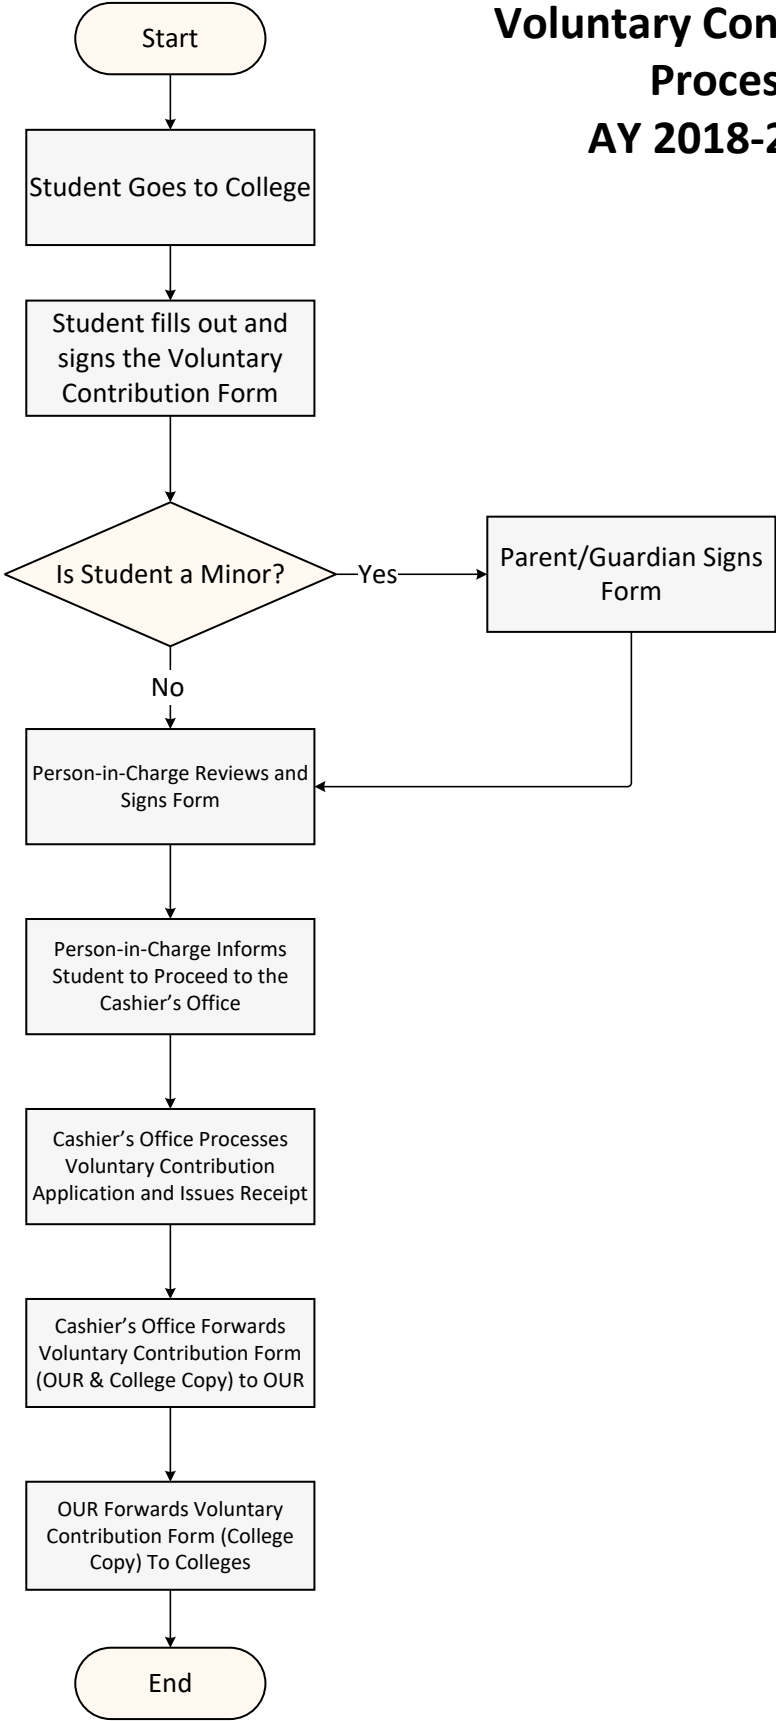 Voluntary Con
Proces
AY 2018-2
Start
Student Goes to College
Student fills out and
signs the Voluntary
Contribution Form
Is Student a Minor?
Yes
Parent/Guardian Signs
Form
No
Person-in-Charge Reviews and
Signs Form
Person-in-Charge Informs
Student to Proceed to the
Cashier’s Office
Cashier’s Office Processes
Voluntary Contribution
Application and Issues Receipt
Cashier’s Office Forwards
Voluntary Contribution Form
(OUR & College Copy) to OUR
OUR Forwards Voluntary
Contribution Form (College
Copy) To Colleges
End